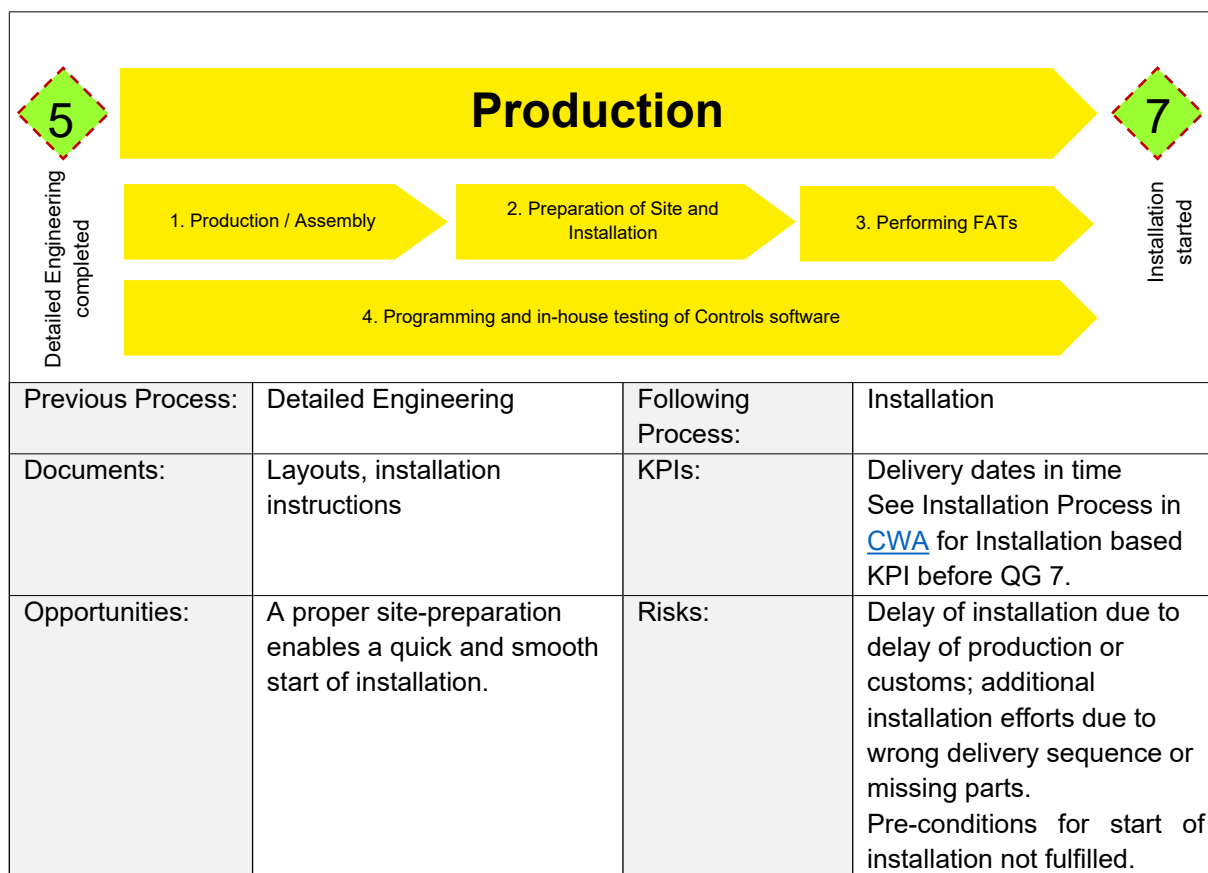 Production
5
7
Detailed Engineering
completed
Installation
started
1. Production / Assembly
2. Preparation of Site and
Installation
3. Performing FATs
4. Programming and in-house testing of Controls software
Previous Process:
Detailed Engineering
Following
Process:
Installation
Documents:
Layouts, installation
instructions
KPIs:
Delivery dates in time
See Installation Process in
CWA for Installation based
KPI before QG 7.
Opportunities:
A proper site-preparation
enables a quick and smooth
start of installation.
Risks:
Delay of installation due to
delay of production or
customs; additional
installation efforts due to
wrong delivery sequence or
missing parts.
Pre-conditions for start of
installation not fulfilled.